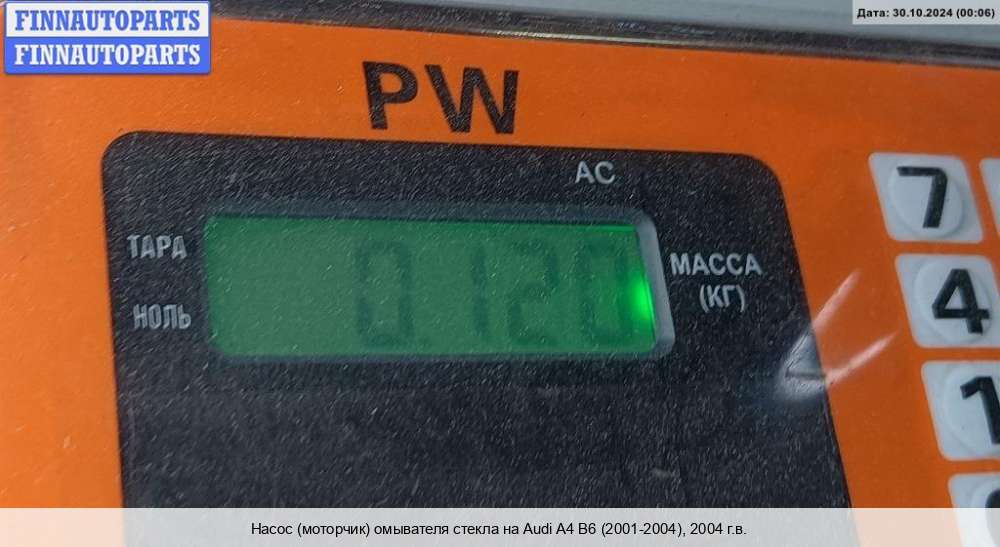 FINNAUTOPARTS
FINNAUTOPARTS
Дата: 30.10.2024 (00:06)
PW
AC
ТАРА
0.120
МАССА
(КГ)
НОЛЬ
7
4
1
Насос (моторчик) омывателя стекла на Audi A4 B6 (2001-2004), 2004 г.в.